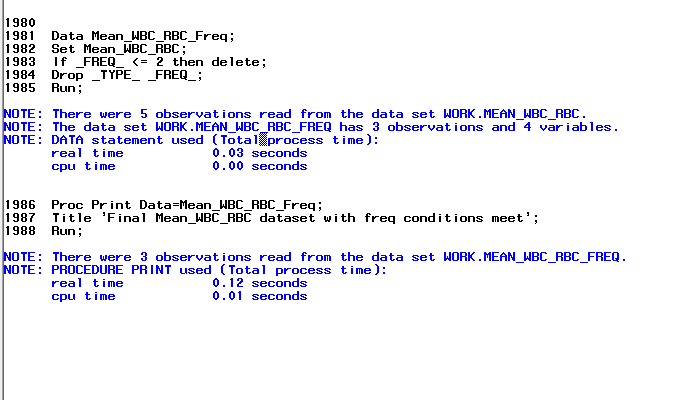 1980
1981  Data Mean_WBC_RBC_Freq;
1982  Set Mean_WBC_RBC;
1983  If _FREQ_ <= 2 then delete;
1984  Drop _TYPE_ _FREQ_;
1985  Run;
NOTE: There were 5 observations read from the data set WORK.MEAN_WBC_RBC.
NOTE: The data set WORK.MEAN_WBC_RBC_FREQ has 3 observations and 4 variables.
NOTE: DATA statement used (Total process time):
      real time           0.03 seconds
      cpu time            0.00 seconds
1986  Proc Print Data=Mean_WBC_RBC_Freq;
1987  Title 'Final Mean_WBC_RBC dataset with freq conditions meet';
1988  Run;
NOTE: There were 3 observations read from the data set WORK.MEAN_WBC_RBC_FREQ.
NOTE: PROCEDURE PRINT used (Total process time):
      real time           0.12 seconds
      cpu time            0.01 seconds